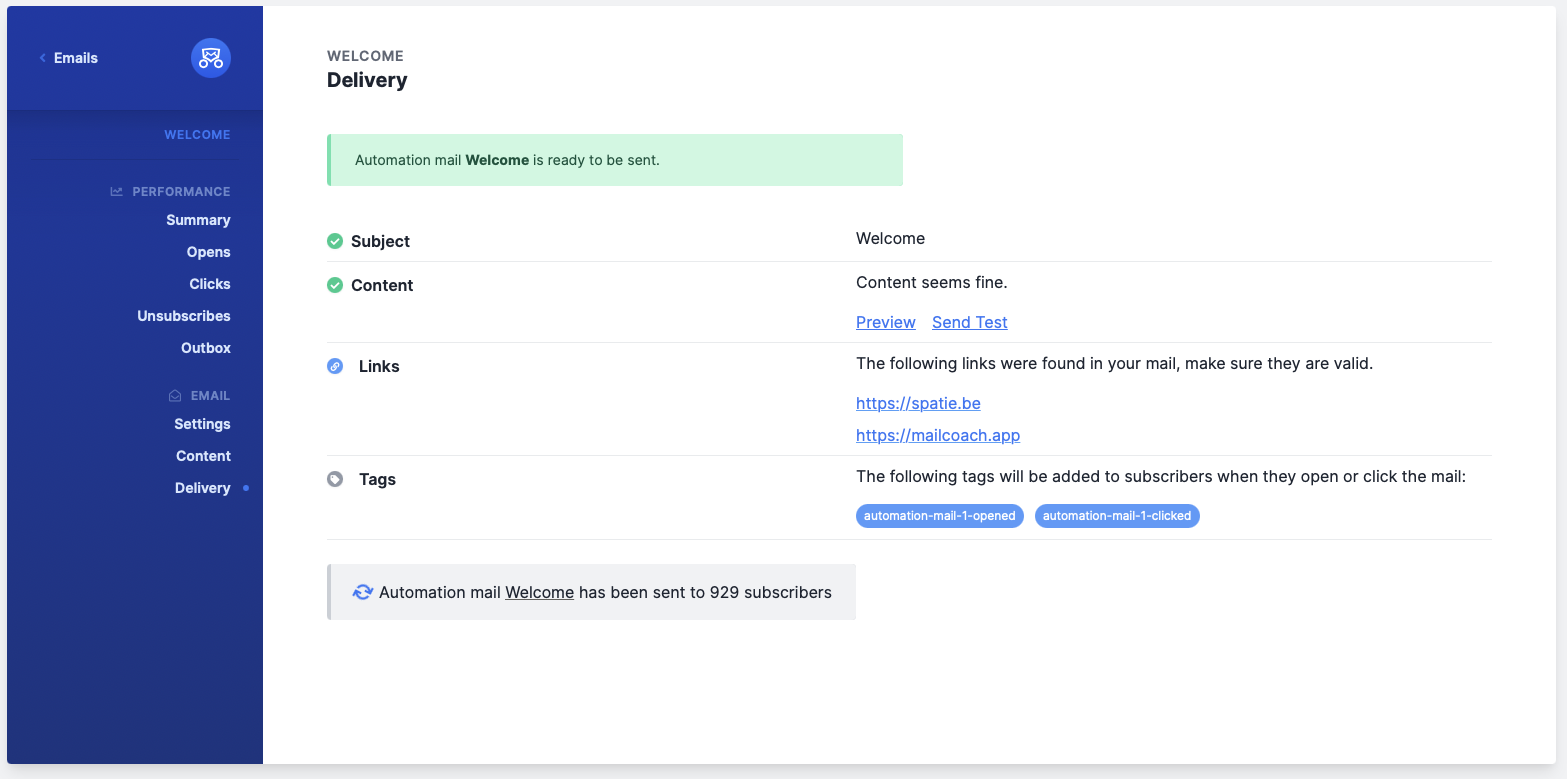 Emails
WELCOME
PERFORMANCE
Summary
Opens
Clicks
Unsubscribes
Outbox
EMAIL
Settings
Content
Delivery
WELCOME
Delivery
Automation mail Welcome is ready to be sent.
Subject
Welcome
Content
Content seems fine.
Preview Send Test
Links
The following links were found in your mail, make sure they are valid.
https://spatie.be
https://mailcoach.app
Tags
The following tags will be added to subscribers when they open or click the mail:
automation-mail-1-opened automation-mail-1-clicked
Automation mail Welcome has been sent to 929 subscribers